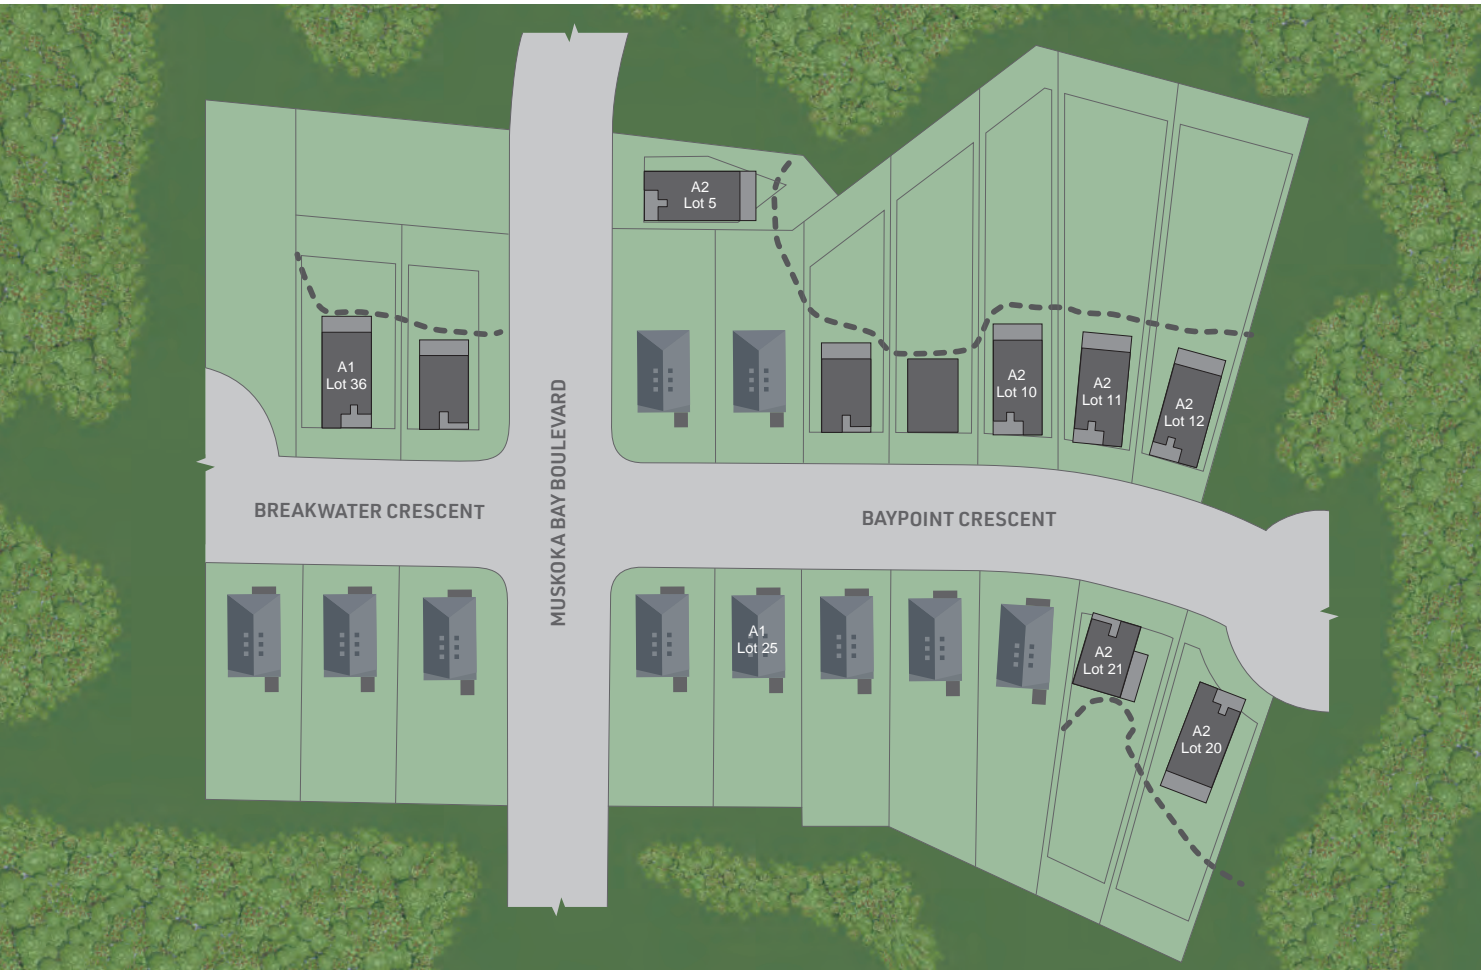 A2
Lot 5
A1
Lot 36
A2
Lot 10
A2
Lot 11
A2
Lot 12
MUSKOKA BAY BOULEVARD
BREAKWATER CRESCENT
BAYPOINT CRESCENT
A1
Lot 25
A2
Lot 21
A2
Lot 20